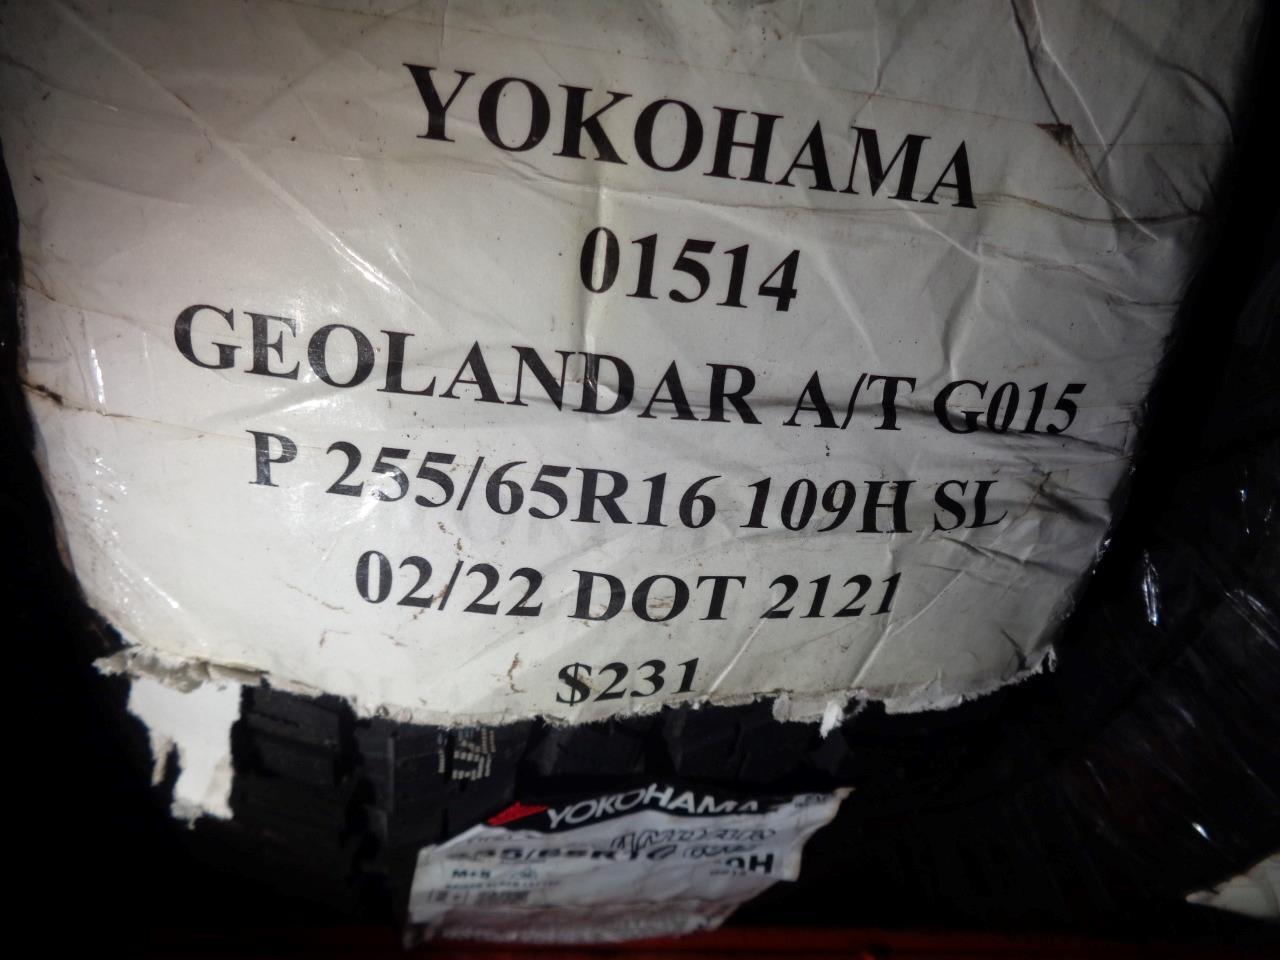 YOKOHAMA
01514
GEOLANDAR A/T G015
P 255/65R16 109H SL
02/22 DOT 2121
$231
YOKOHAMA
M+S